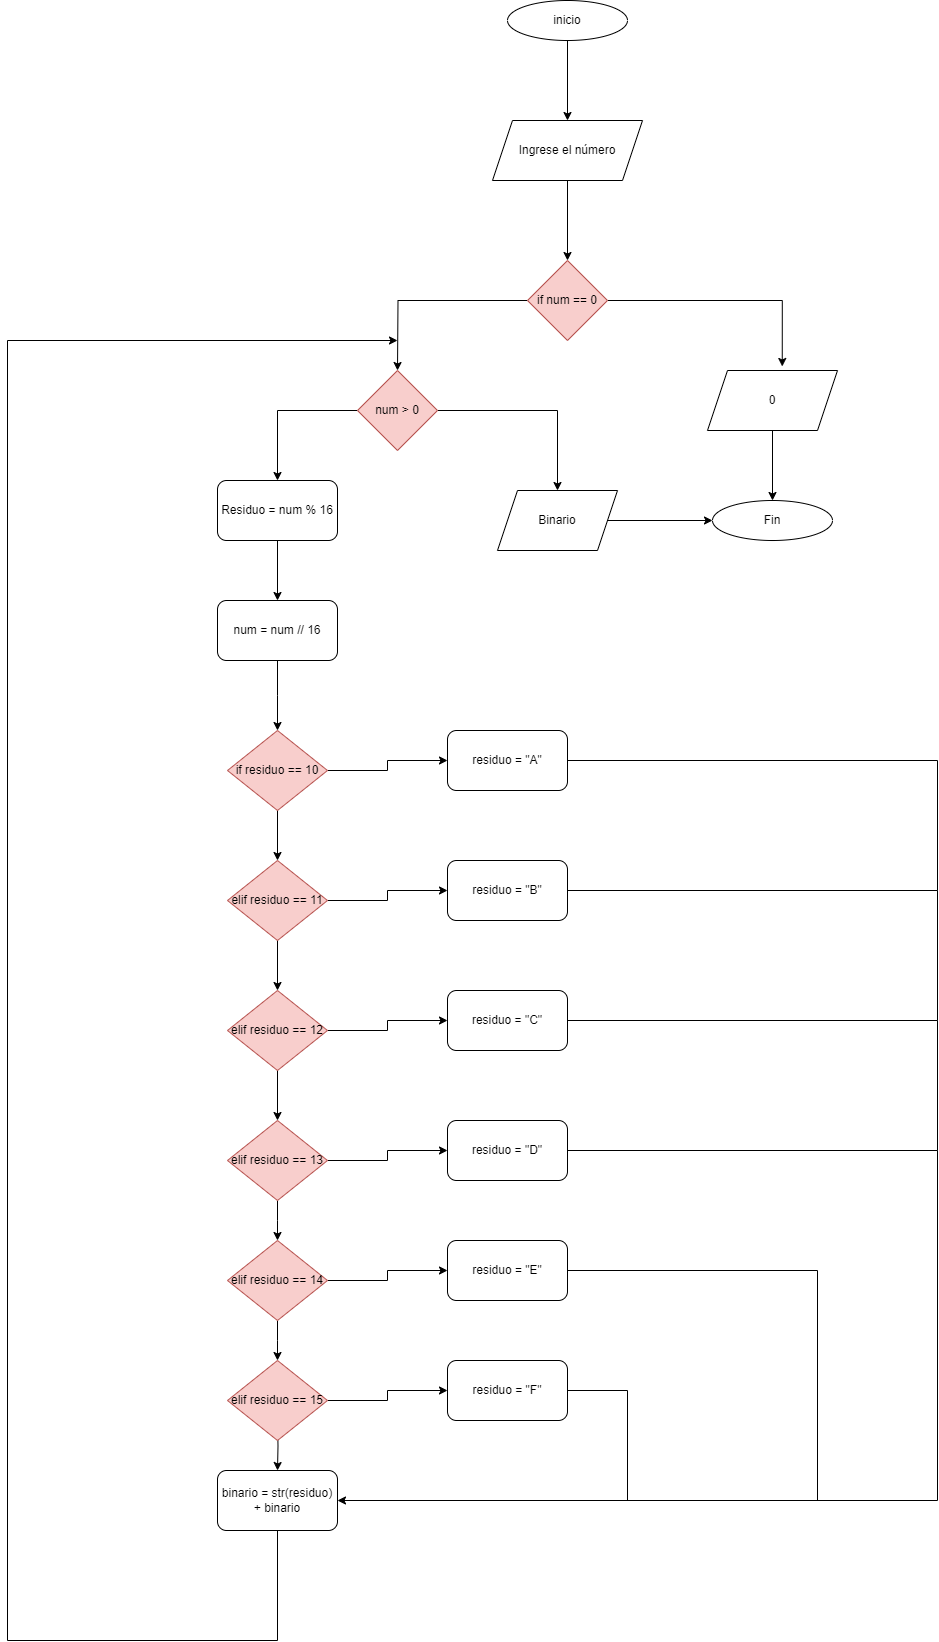 inicio
Ingrese el número
if num == 0
num > 0
0
Residuo = num % 16
Binario
Fin
num = num // 16
if residuo == 10
residuo = "A"
elif residuo == 11
residuo = "B"
elif residuo == 12
residuo = "C"
elif residuo == 13
residuo = "D"
elif residuo == 14
residuo = "E"
elif residuo == 15
residuo = "F"
binario = str(residuo)
+ binario